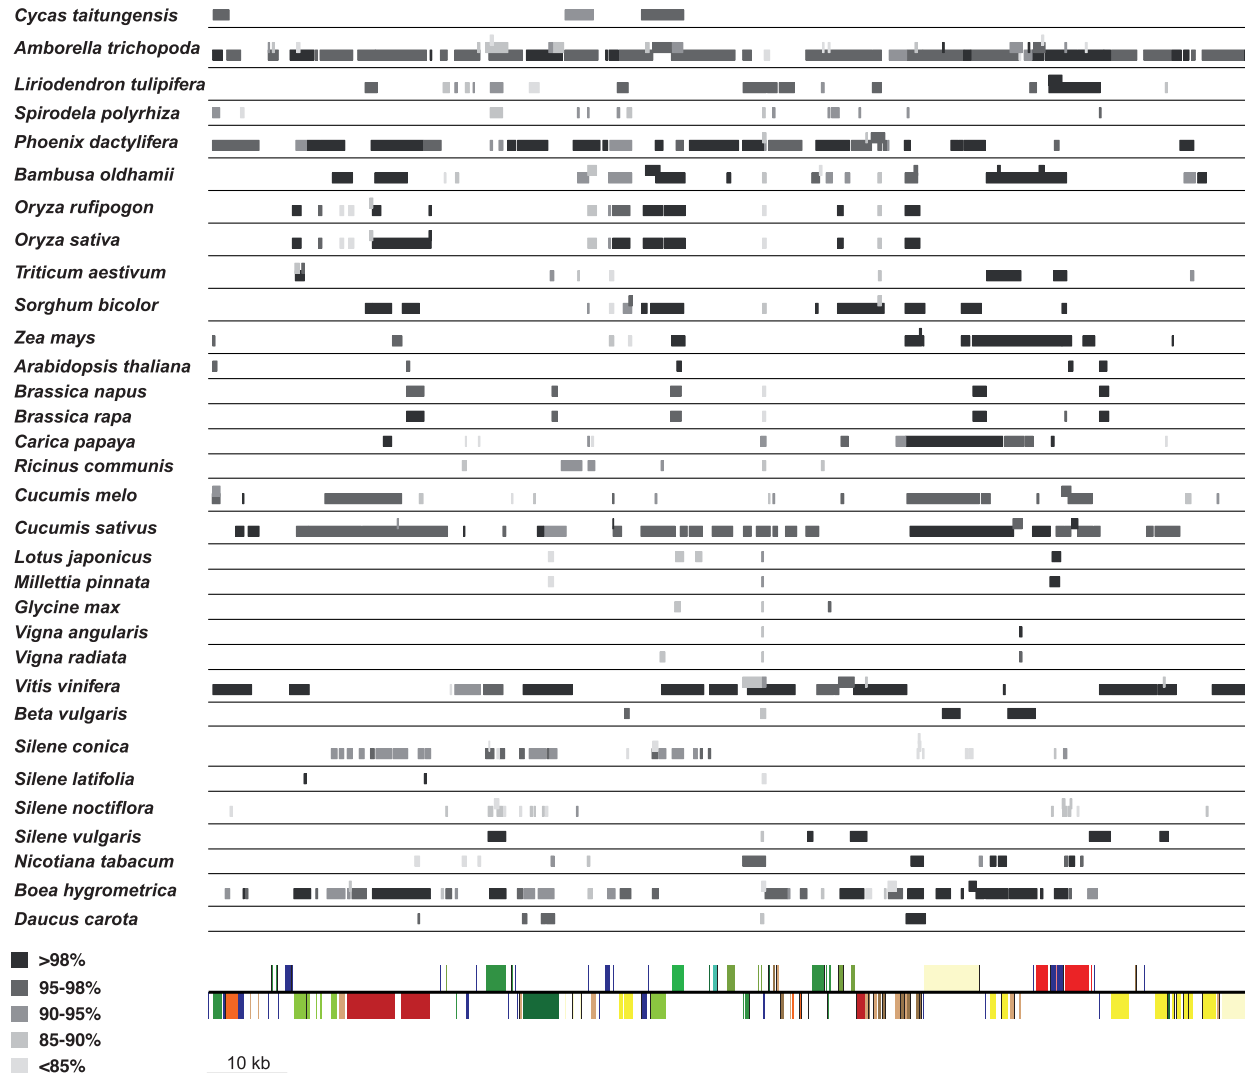 Cycas taitungensis
Amborella trichopoda
Liriodendron tulipifera
Spirodela polyrhiza
Phoenix dactylifera
Bambusa oldhamii
Oryza rufipogon
Oryza sativa
Triticum aestivum
Sorghum bicolor
Zea mays
Arabidopsis thaliana
Brassica napus
Brassica rapa
Carica papaya
Ricinus communis
Cucumis melo
Cucumis sativus
Lotus japonicus
Millettia pinnata
Glycine max
Vigna angularis
Vigna radiata
Vitis vinifera
Beta vulgaris
Silene conica
Silene latifolia
Silene noctiflora
Silene vulgaris
Nicotiana tabacum
Boea hygrometrica
Daucus carota
>98%
95-98%
90-95%
85-90%
<85%
10 kb